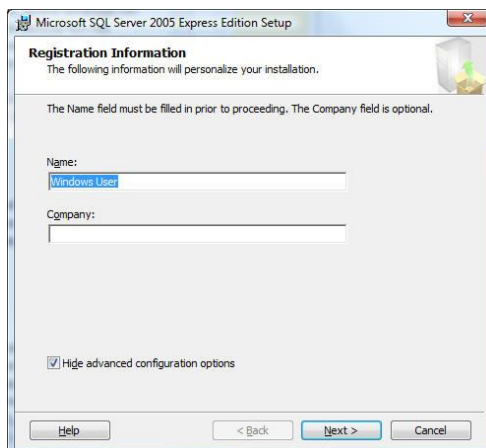 Microsoft SQL Server 2005 Express Edition Setup
Registration Information
The following information will personalize your installation.
The Name field must be filled in prior to proceeding. The Company field is optional.
Name:
Windows User
Company:
Hide advanced configuration options
Help
< Back
Next >
Cancel